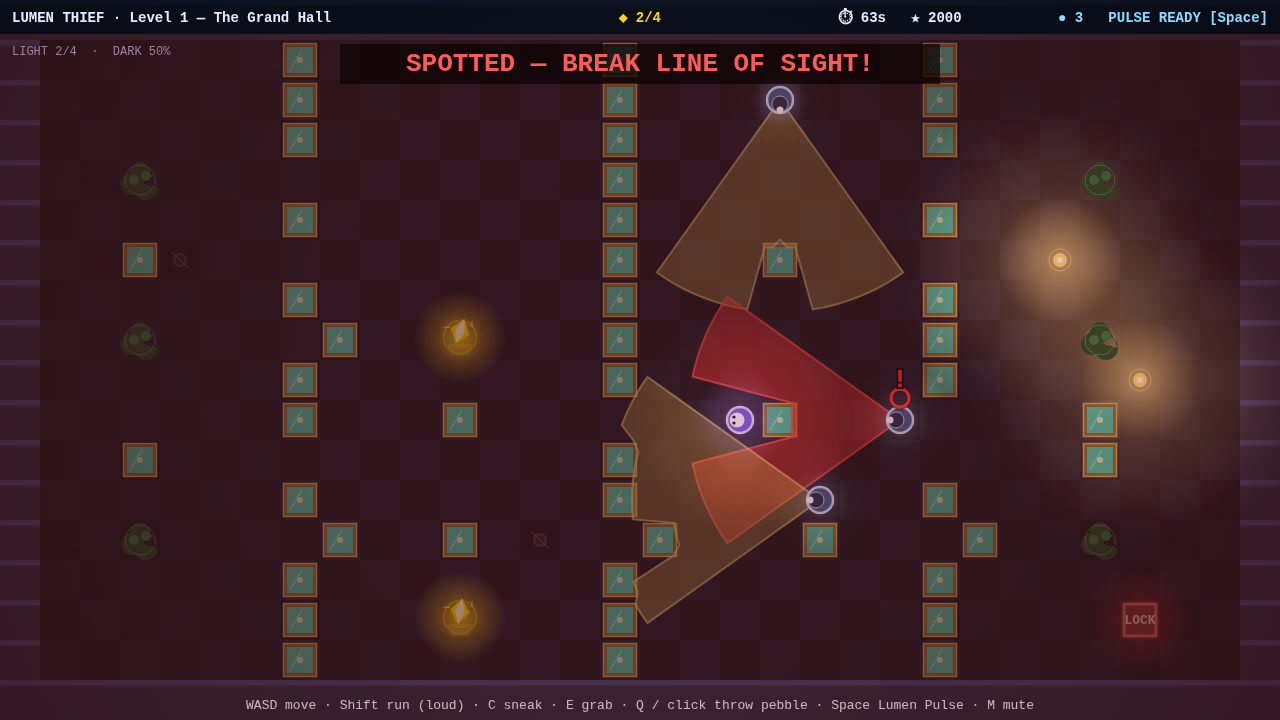 LUMEN THIEF · Level 1 — The Grand Hall
◆ 2/4
⏱ 63s ★ 2000
● 3 PULSE READY [Space]
LIGHT 2/4 · DARK 50%
SPOTTED — BREAK LINE OF SIGHT!
!
LOCK
WASD move · Shift run (loud) · C sneak · E grab · Q / click throw pebble · Space Lumen Pulse · M mute